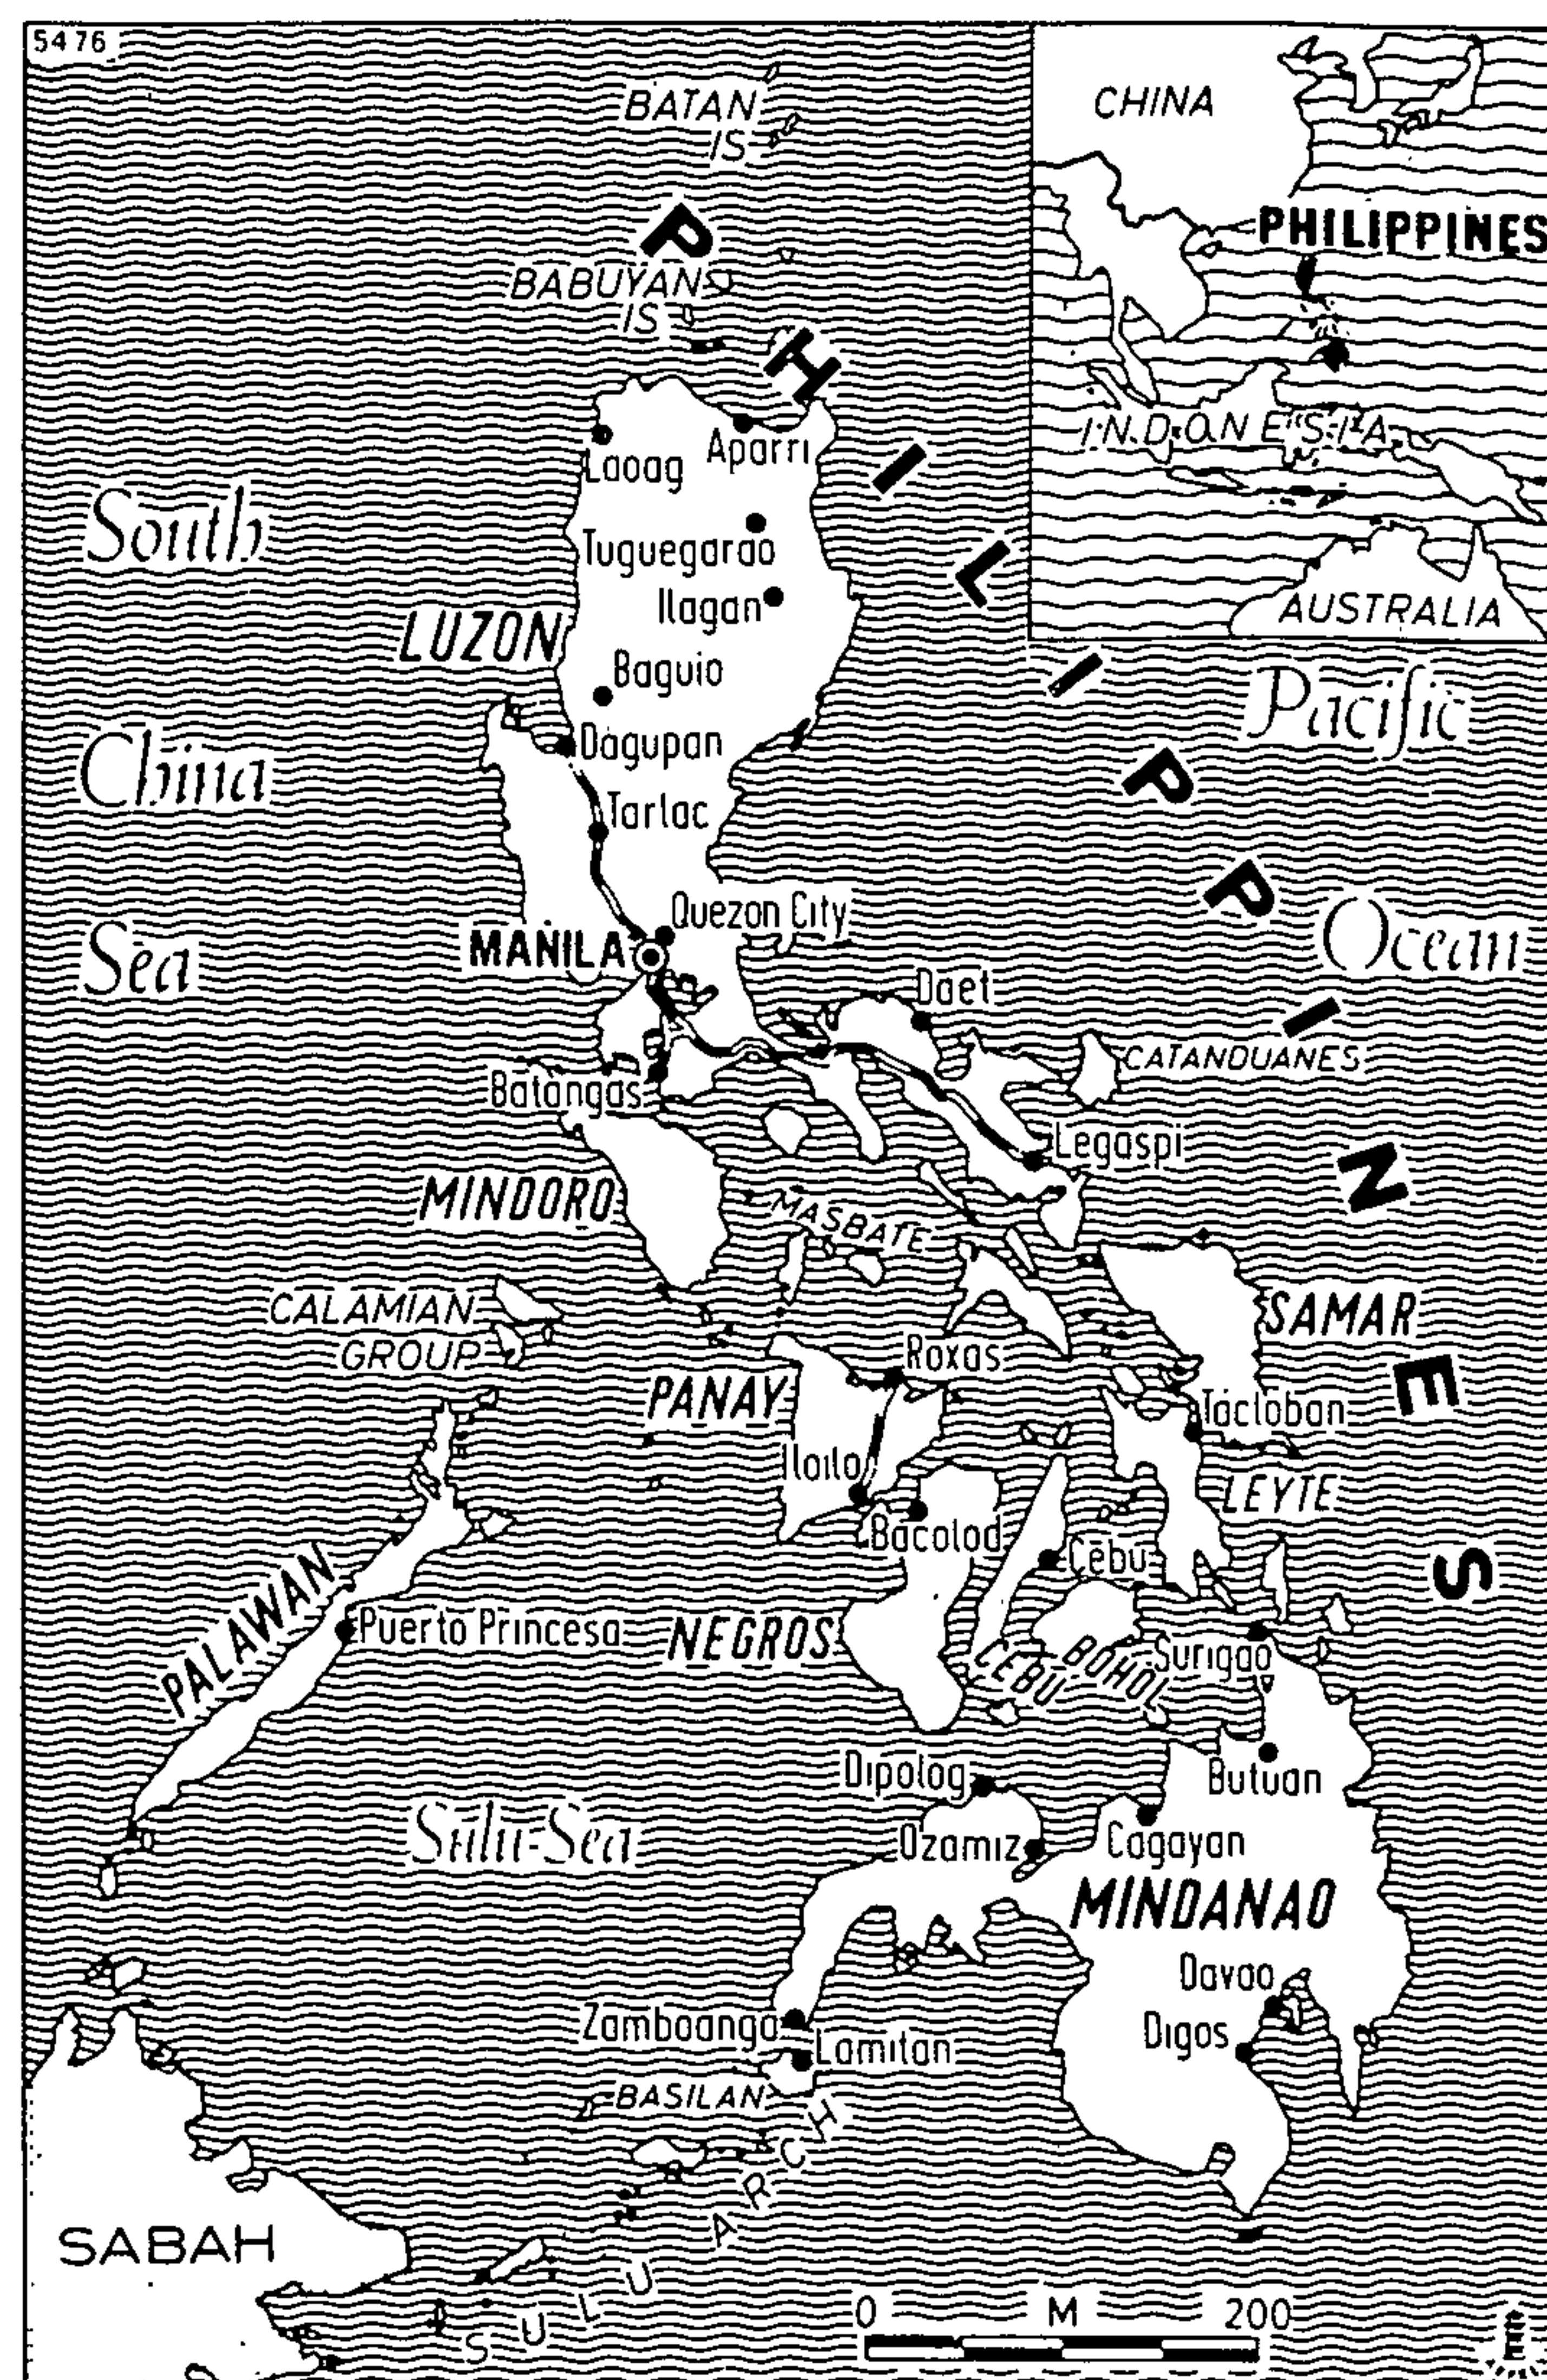 5476
BATAN
IS
CHINA
PHILIPPINES
BABUYAN
IS
PHILIPPINES
INDONESIA
AUSTRALIA
Laoag
Aparri
South
Tuguegarao
Ilagan
LUZON
Baguio
Pacific
Dagupan
China
Tarlac
Quezon City
MANILA
Ocean
Sea
Daet
CATANDUANES
Batangas
Legaspi
MINDORO
MASBATE
CALAMIAN
GROUP
SAMAR
Roxas
PANAY
Tacloban
Iloilo
LEYTE
Bacolod
Cebu
PALAWAN
Puerto Princesa
NEGROS
CEBU
BOHOL
Surigao
Dipolog
Butuan
Sulu Sea
Ozamiz
Cagayan
MINDANAO
Davao
Zamboanga
Digos
Lamitan
BASILAN
SULU ARCH
SABAH
0 M 200